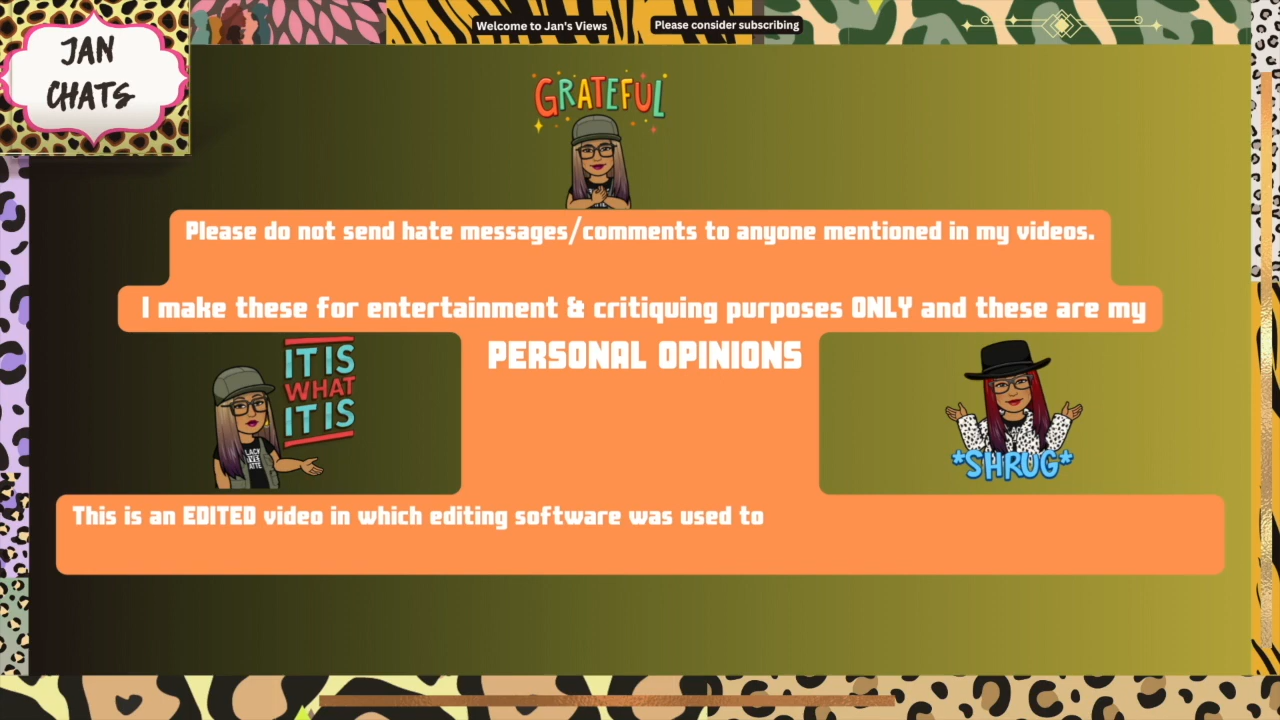 JAN
CHATS
Welcome to Jan's Views
Please consider subscribing
GRATEFUL
Please do not send hate messages/comments to anyone mentioned in my videos.
I make these for entertainment & critiquing purposes ONLY and these are my
PERSONAL OPINIONS
IT IS
WHAT
IT IS
*SHRUG*
This is an EDITED video in which editing software was used to